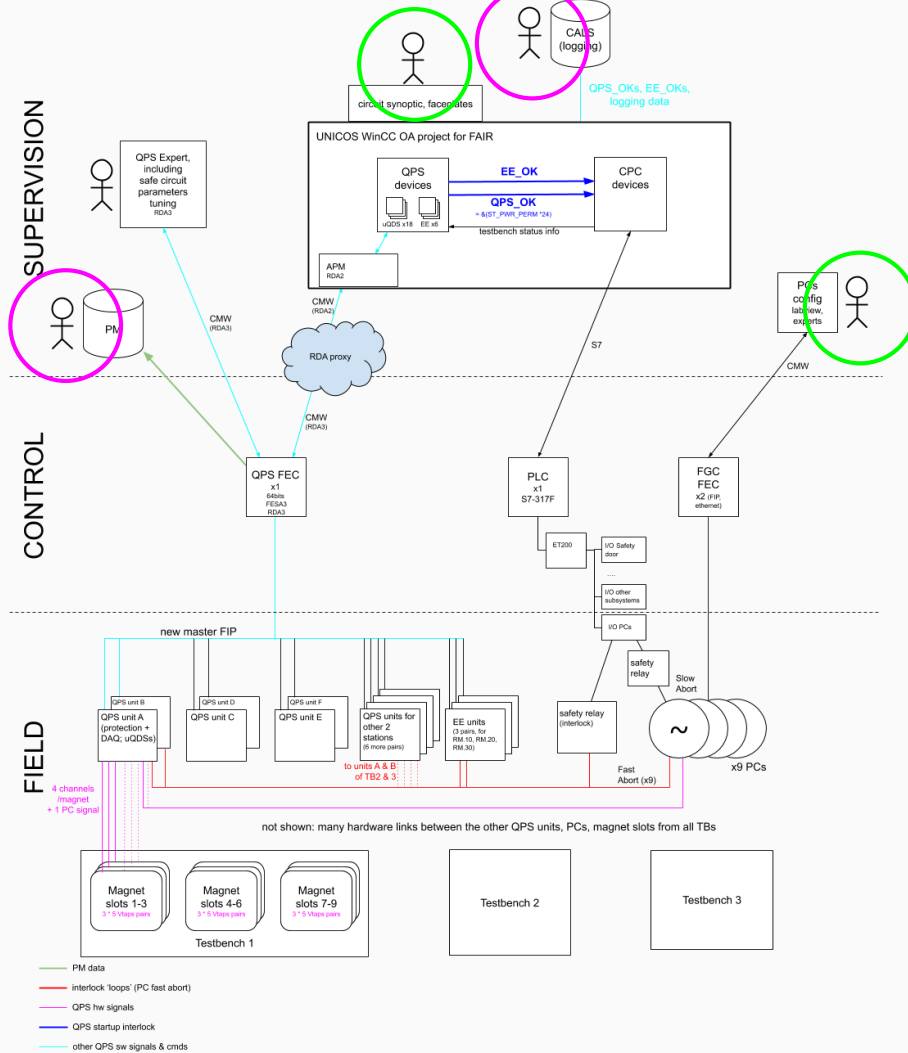 CALS
(logging)
QPS_OKs, EE_OKs,
logging data
circuit synoptic, faceplates
SUPERVISION
UNICOS WinCC OA project for FAIR
QPS Expert,
including
safe circuit
parameters
tuning
RDA3
QPS
devices
uQDS x18
EE x6
EE_OK
QPS_OK
= &(ST_PWR_PERM *24)
testbench status info
CPC
devices
APM
RDA2
PCs
config
labview,
experts
PM
CMW
(RDA3)
CMW
(RDA2)
RDA proxy
S7
CMW
CMW
(RDA3)
CONTROL
QPS FEC
x1
64bits
FESA3
RDA3
PLC
x1
S7-317F
FGC
FEC
x2 (FIP,
ethernet)
ET200
I/O Safety
door
....
I/O other
subsystems
I/O PCs
FIELD
new master FIP
QPS unit B
QPS unit A
(protection +
DAQ; uQDSs)
QPS unit D
QPS unit C
QPS unit F
QPS unit E
QPS units for
other 2
stations
(6 more pairs)
EE units
(3 pairs, for
RM.10, RM.20,
RM.30)
safety relay
(interlock)
safety
relay
Slow
Abort
~
x9 PCs
to units A & B
of TB2 & 3
Fast
Abort (x9)
4 channels
/magnet
+ 1 PC signal
not shown: many hardware links between the other QPS units, PCs, magnet slots from all TBs
Magnet
slots 1-3
3 * 5 Vtaps pairs
Magnet
slots 4-6
3 * 5 Vtaps pairs
Magnet
slots 7-9
3 * 5 Vtaps pairs
Testbench 1
Testbench 2
Testbench 3
PM data
interlock 'loops' (PC fast abort)
QPS hw signals
QPS startup interlock
other QPS sw signals & cmds